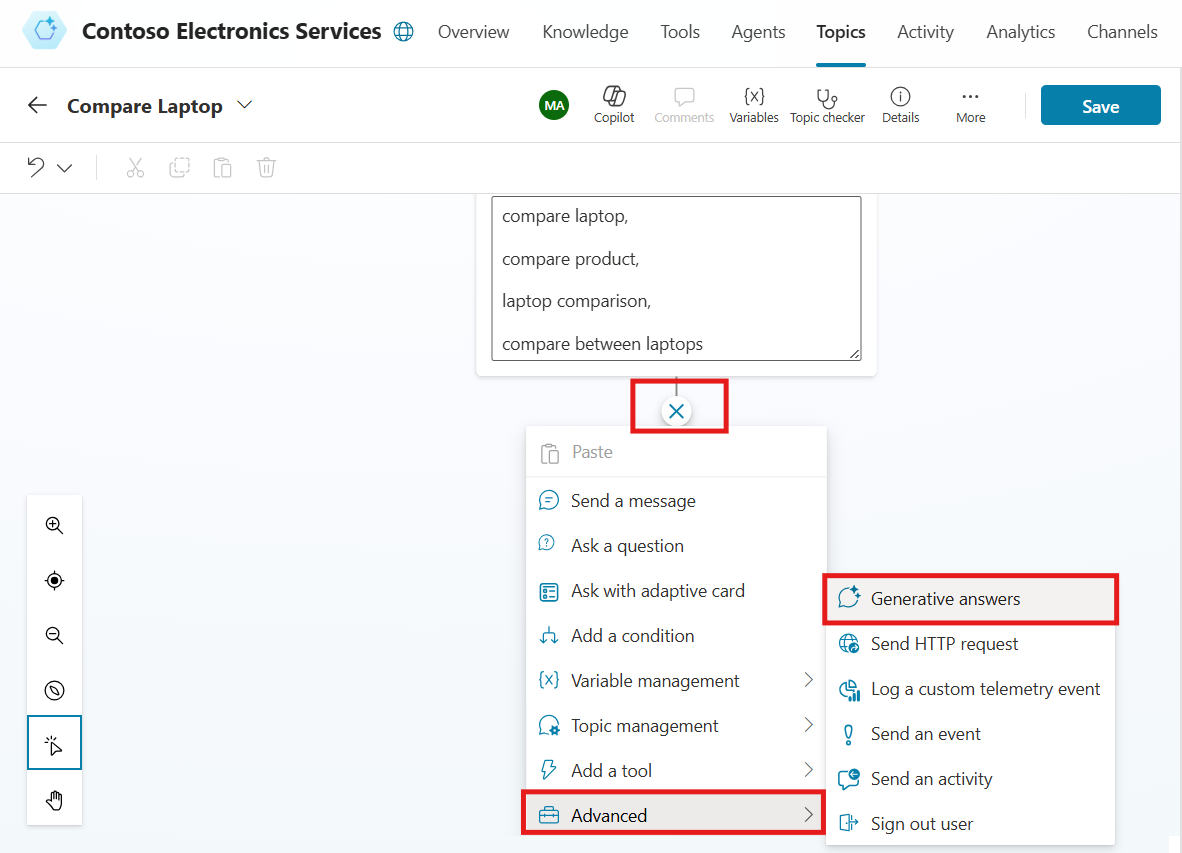 Contoso Electronics Services Overview Knowledge Tools Agents Topics Activity Analytics Channels
Compare Laptop MA Copilot Comments Variables Topic checker Details More Save
compare laptop,
compare product,
laptop comparison,
compare between laptops
Paste
Send a message
Ask a question
Ask with adaptive card
Add a condition
Variable management
Topic management
Add a tool
Advanced
Generative answers
Send HTTP request
Log a custom telemetry event
Send an event
Send an activity
Sign out user